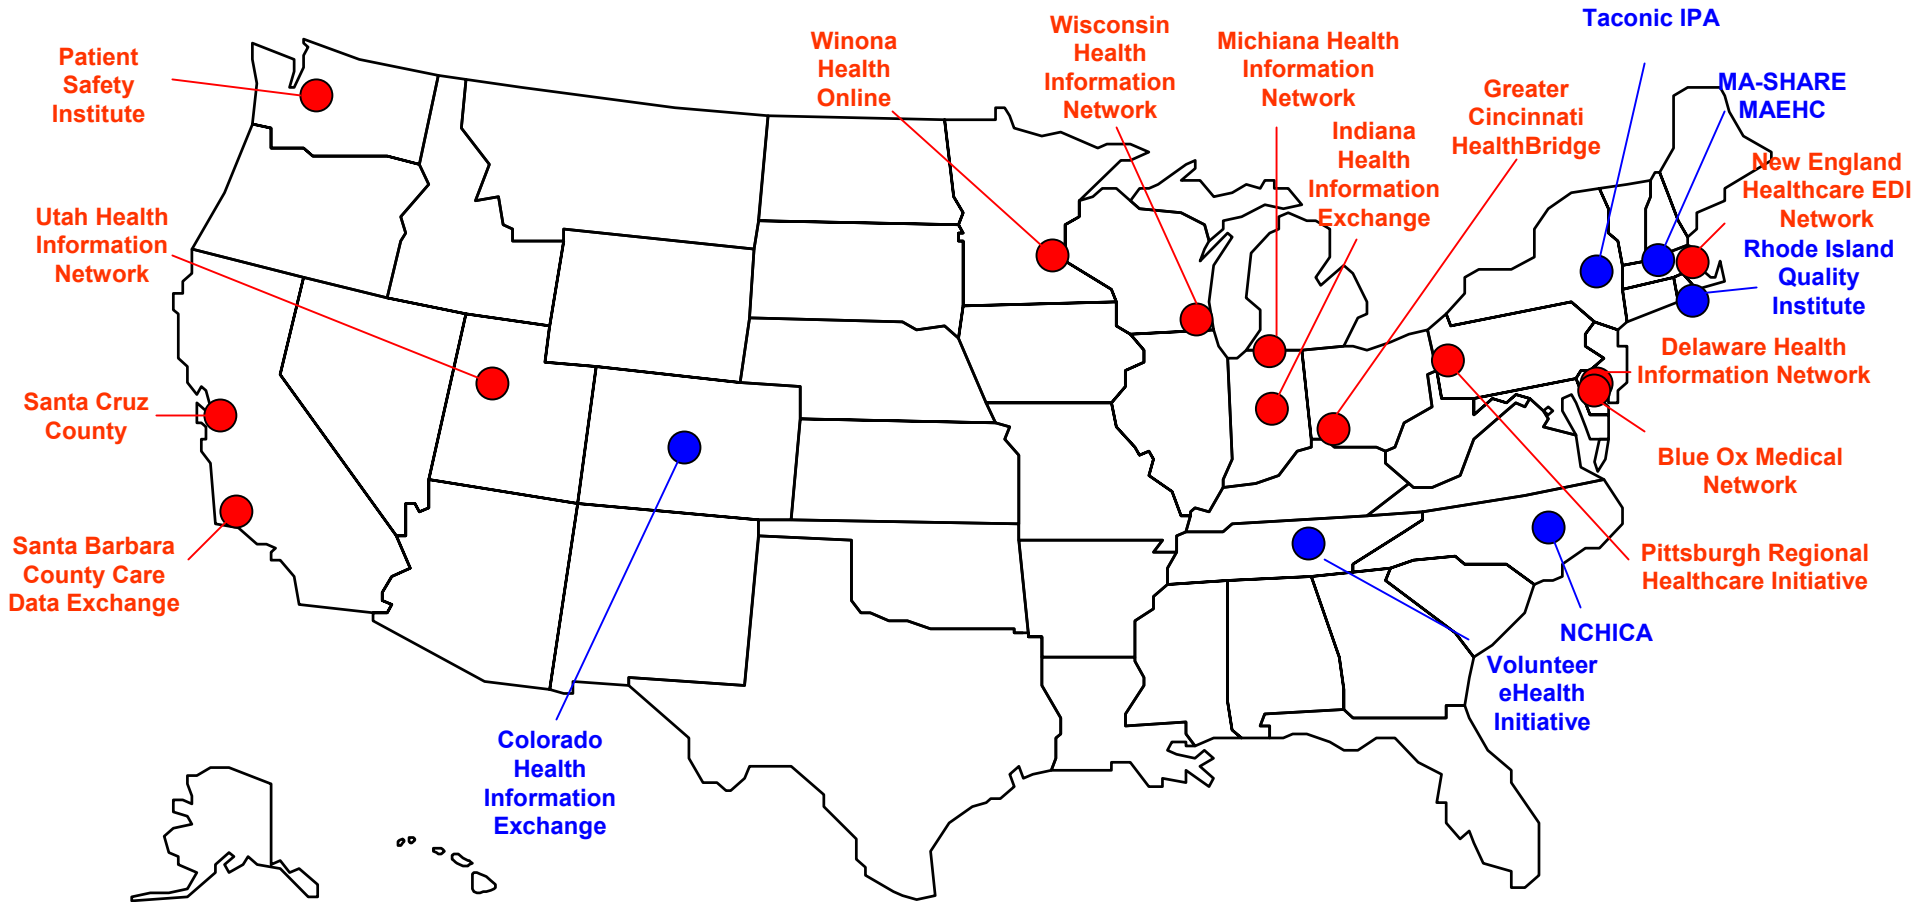 Taconic IPA
Patient
Safety
Institute
Winona
Health
Online
Wisconsin
Health
Information
Network
Michiana Health
Information
Network
Greater
Cincinnati
HealthBridge
MA-SHARE
MAEHC
Indiana
Health
Information
Exchange
New England
Healthcare EDI
Network
Utah Health
Information
Network
Rhode Island
Quality
Institute
Delaware Health
Information Network
Santa Cruz
County
Blue Ox Medical
Network
Santa Barbara
County Care
Data Exchange
Pittsburgh Regional
Healthcare Initiative
NCHICA
Volunteer
eHealth
Initiative
Colorado
Health
Information
Exchange